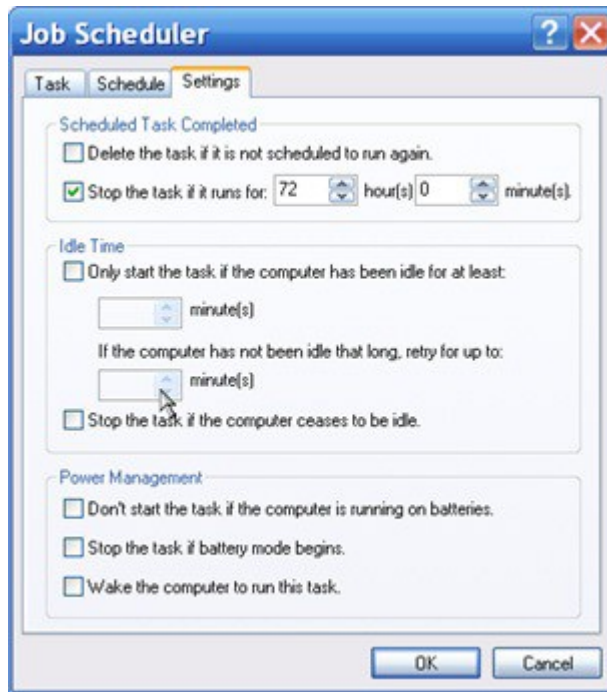 Job Scheduler
Task Schedule Settings
Scheduled Task Completed
Delete the task if it is not scheduled to run again.
Stop the task if it runs for: 72 hour(s) 0 minute(s).
Idle Time
Only start the task if the computer has been idle for at least:
minute(s)
If the computer has not been idle that long, retry for up to:
minute(s)
Stop the task if the computer ceases to be idle.
Power Management
Don't start the task if the computer is running on batteries.
Stop the task if battery mode begins.
Wake the computer to run this task.
OK Cancel